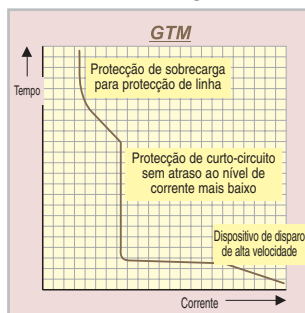 GTM
Tempo
Protecção de sobrecarga
para protecção de linha
Protecção de curto-circuito
sem atraso ao nível de
corrente mais baixo
Dispositivo de disparo
de alta velocidade
Corrente